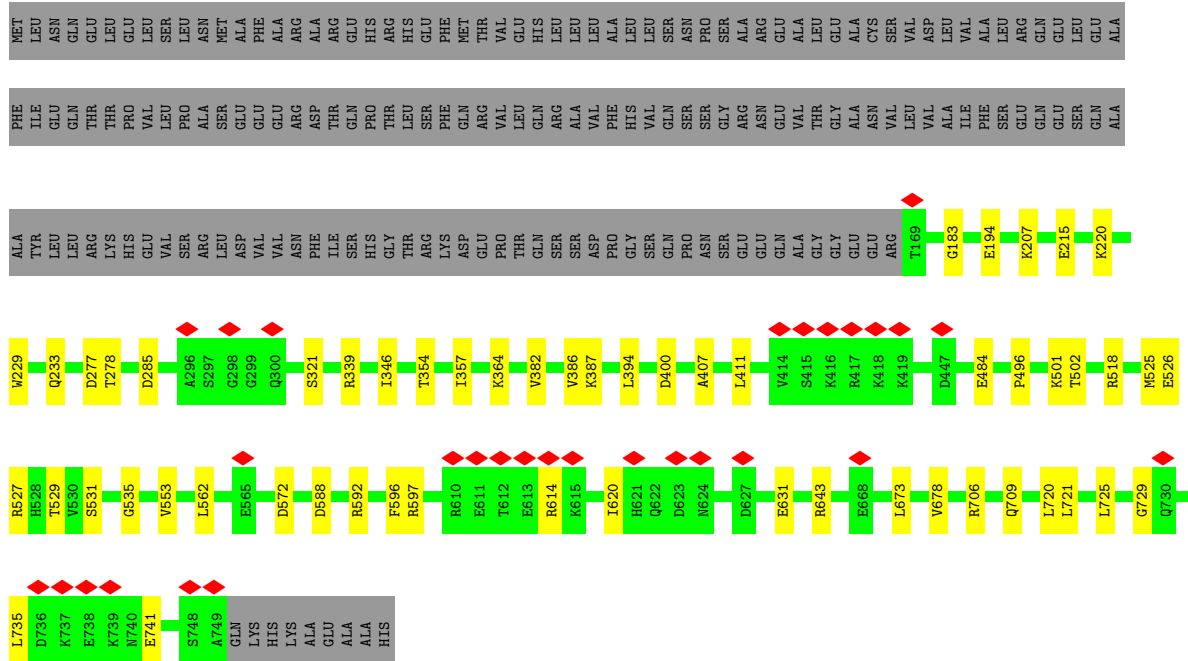 MET LEU ASN GLN GLU LEU GLU LEU SER LEU ASN MET ALA PHE ALA ARG ALA ARG GLU HIS ARG HIS GLU PHE MET THR VAL GLU HIS LEU LEU LEU ALA LEU LEU SER ASN PRO SER ALA ARG GLU ALA LEU GLU ALA CYS SER VAL ASP LEU VAL ALA LEU ARG GLN GLU LEU GLU ALA
PHE ILE GLU GLN THR THR PRO VAL LEU PRO ALA SER GLU GLU GLU ARG ASP THR GLN PRO THR LEU SER PHE GLN ARG VAL LEU GLN ARG ALA VAL PHE HIS VAL GLN SER SER GLY ARG ASN GLU VAL THR GLY ALA ASN VAL LEU VAL ALA ILE PHE SER GLU GLN GLU SER GLN ALA
ALA TYR LEU LEU ARG LYS HIS GLU VAL SER ARG LEU ASP VAL VAL ASN PHE ILE SER HIS GLY THR ARG LYS ASP GLU PRO THR GLN SER SER ASP PRO GLY SER GLN PRO ASN SER GLU GLU GLN ALA GLY GLY GLU GLU ARG T169 G183 E194 K207 E215 K220
W229 Q233 D277 T278 D285 A296 S297 G298 G299 Q300 S321 R339 I346 T354 I357 K364 V382 V386 K387 L394 D400 A407 L411 V414 S415 K416 R417 K418 K419 D447 E484 P496 K501 T502 R518 M525 E526
R527 H528 T529 V530 S531 G535 V553 L562 E565 D572 D588 R592 F596 R597 R610 E611 T612 E613 R614 K615 I620 H621 Q622 D623 N624 D627 E631 R643 E668 L673 V678 R706 Q709 L720 L721 L725 G729 Q730
L735 D736 K737 E738 K739 N740 E741 S748 A749 GLN LYS HIS LYS ALA GLU ALA ALA HIS